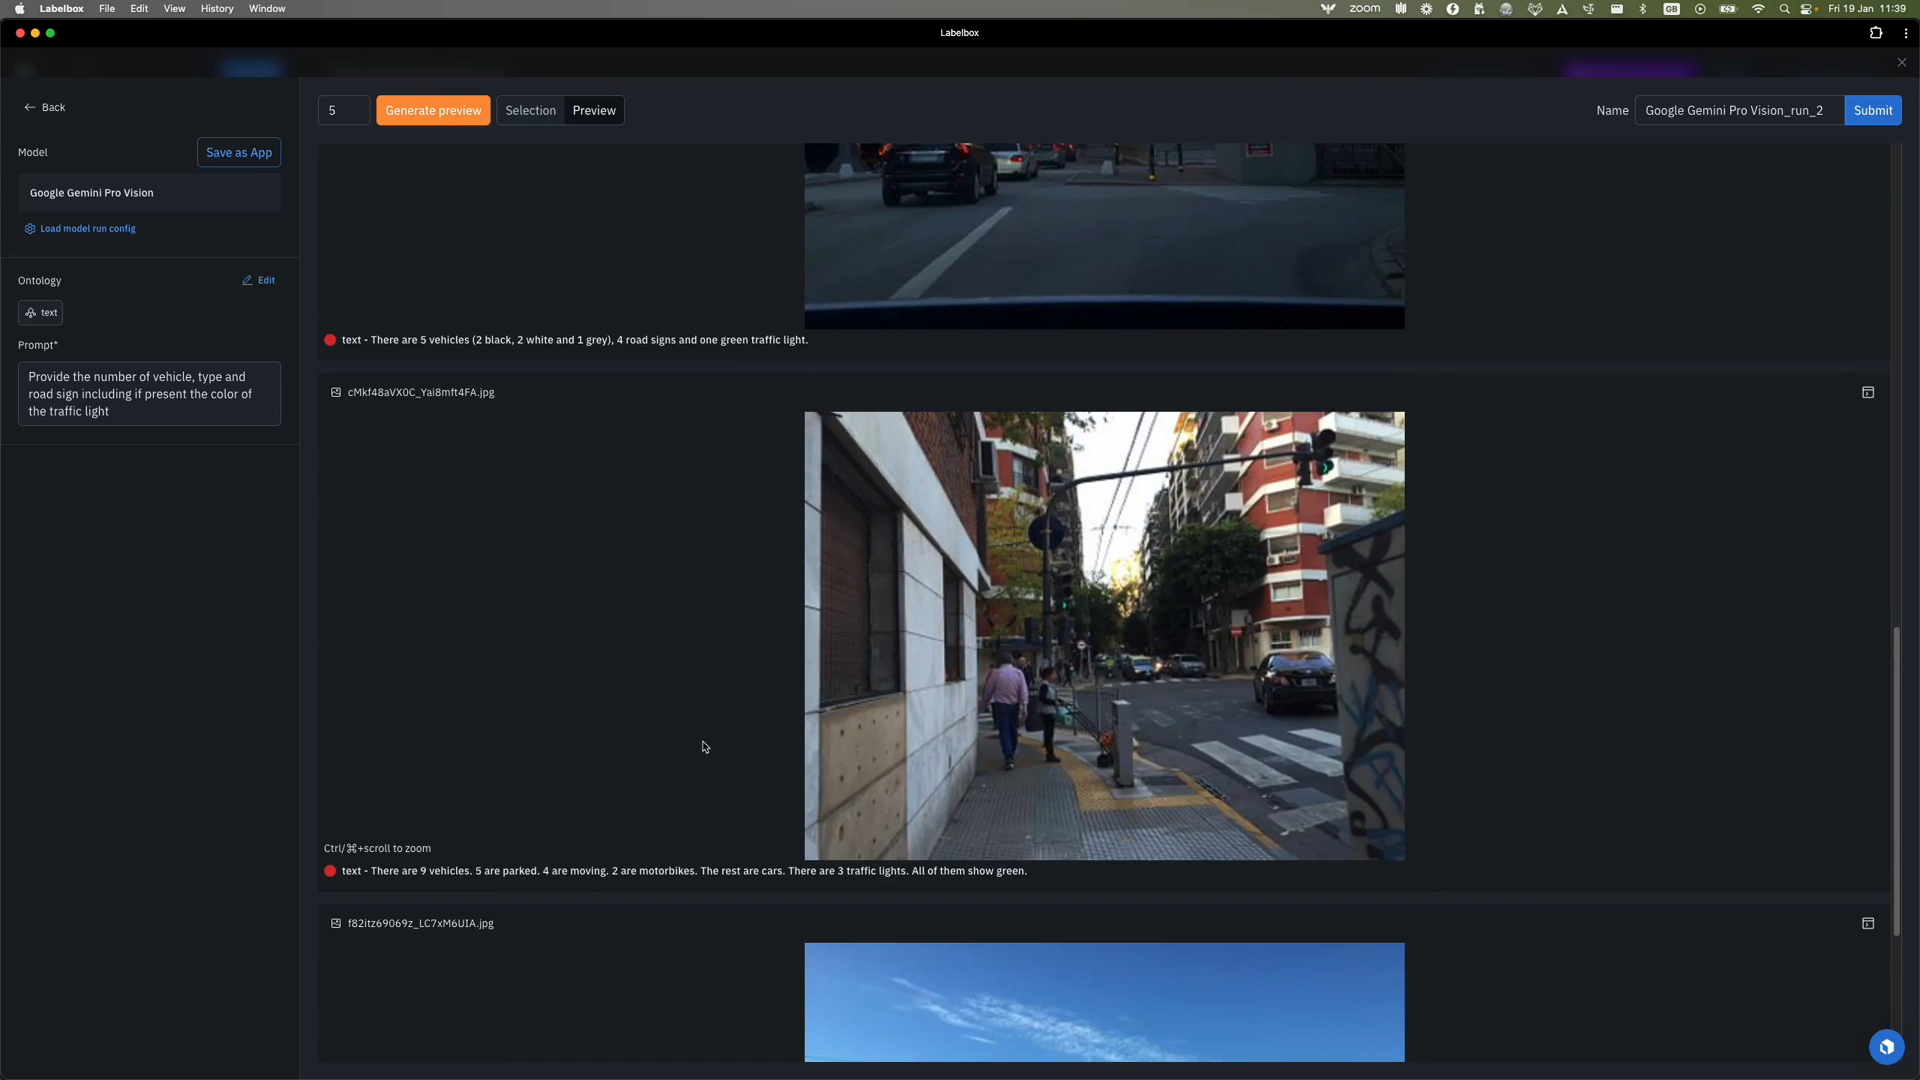 Labelbox File Edit View History Window zoom GB Fri 19 Jan 11:39
Labelbox
Back
5 Generate preview Selection Preview Name Google Gemini Pro Vision_run_2 Submit
Model Save as App
Google Gemini Pro Vision
Load model run config
Ontology Edit
text
Prompt*
Provide the number of vehicle, type and
road sign including if present the color of
the traffic light
text - There are 5 vehicles (2 black, 2 white and 1 grey), 4 road signs and one green traffic light.
cMkf48aVX0C_Yai8mft4FA.jpg
Ctrl/⌘+scroll to zoom
text - There are 9 vehicles. 5 are parked. 4 are moving. 2 are motorbikes. The rest are cars. There are 3 traffic lights. All of them show green.
f82itz69069z_LC7xM6UIA.jpg